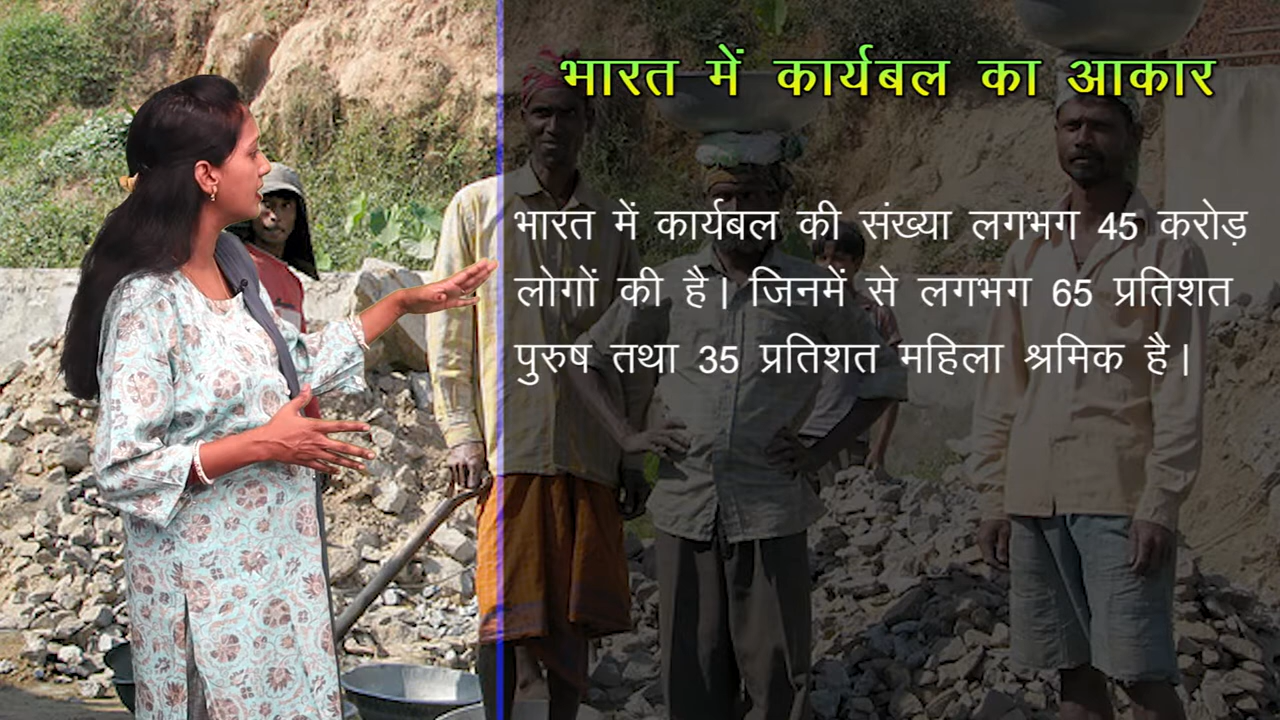 भारत में कार्यबल का आकार
भारत में कार्यबल की संख्या लगभग 45 करोड़
लोगों की है। जिनमें से लगभग 65 प्रतिशत
पुरुष तथा 35 प्रतिशत महिला श्रमिक है।